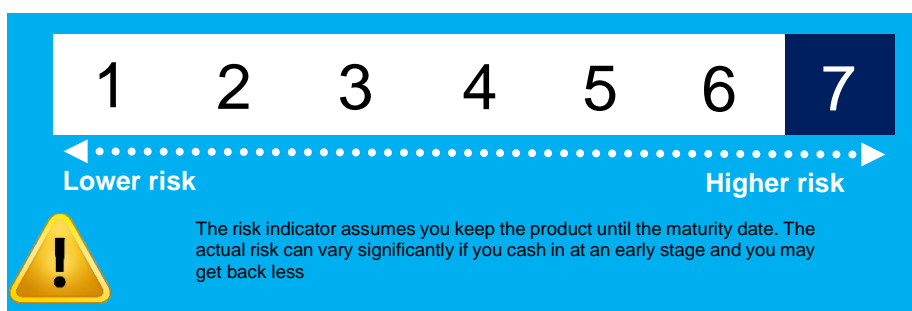 1 2 3 4 5 6 7
Lower risk Higher risk
The risk indicator assumes you keep the product until the maturity date. The
actual risk can vary significantly if you cash in at an early stage and you may
get back less